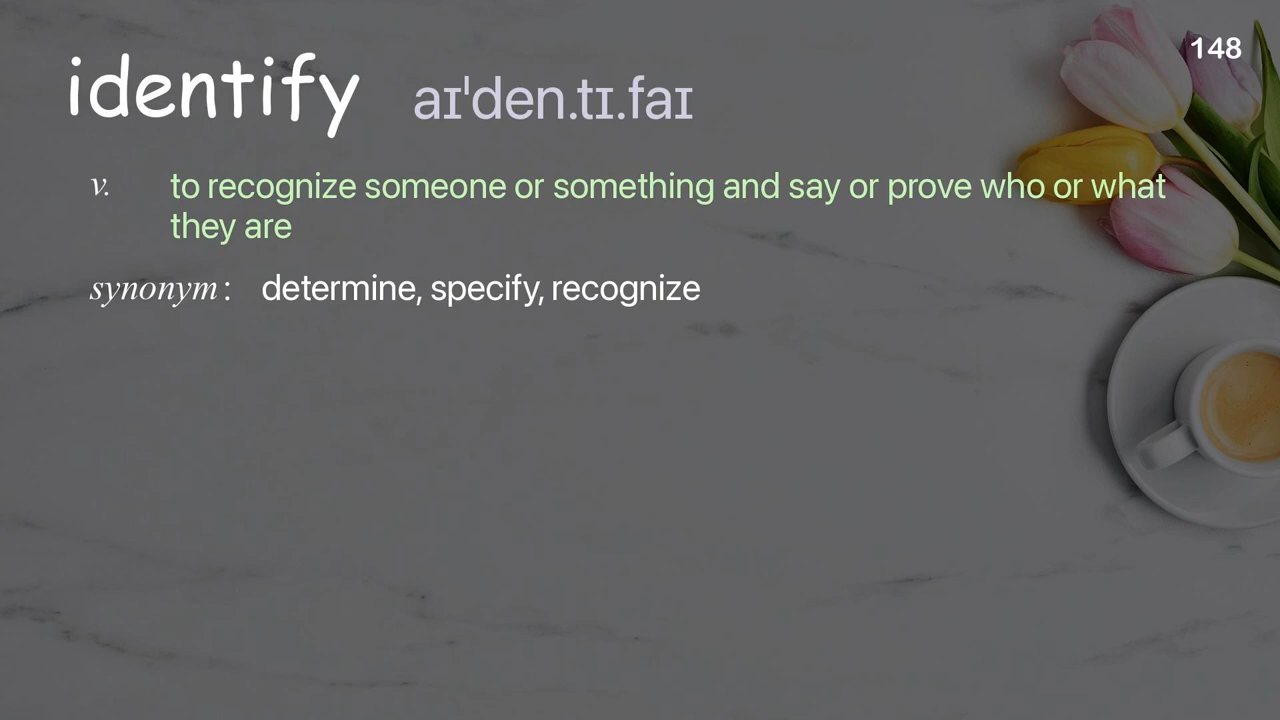 148
identify aɪˈden.tɪ.faɪ
v. to recognize someone or something and say or prove who or what
they are
synonym: determine, specify, recognize